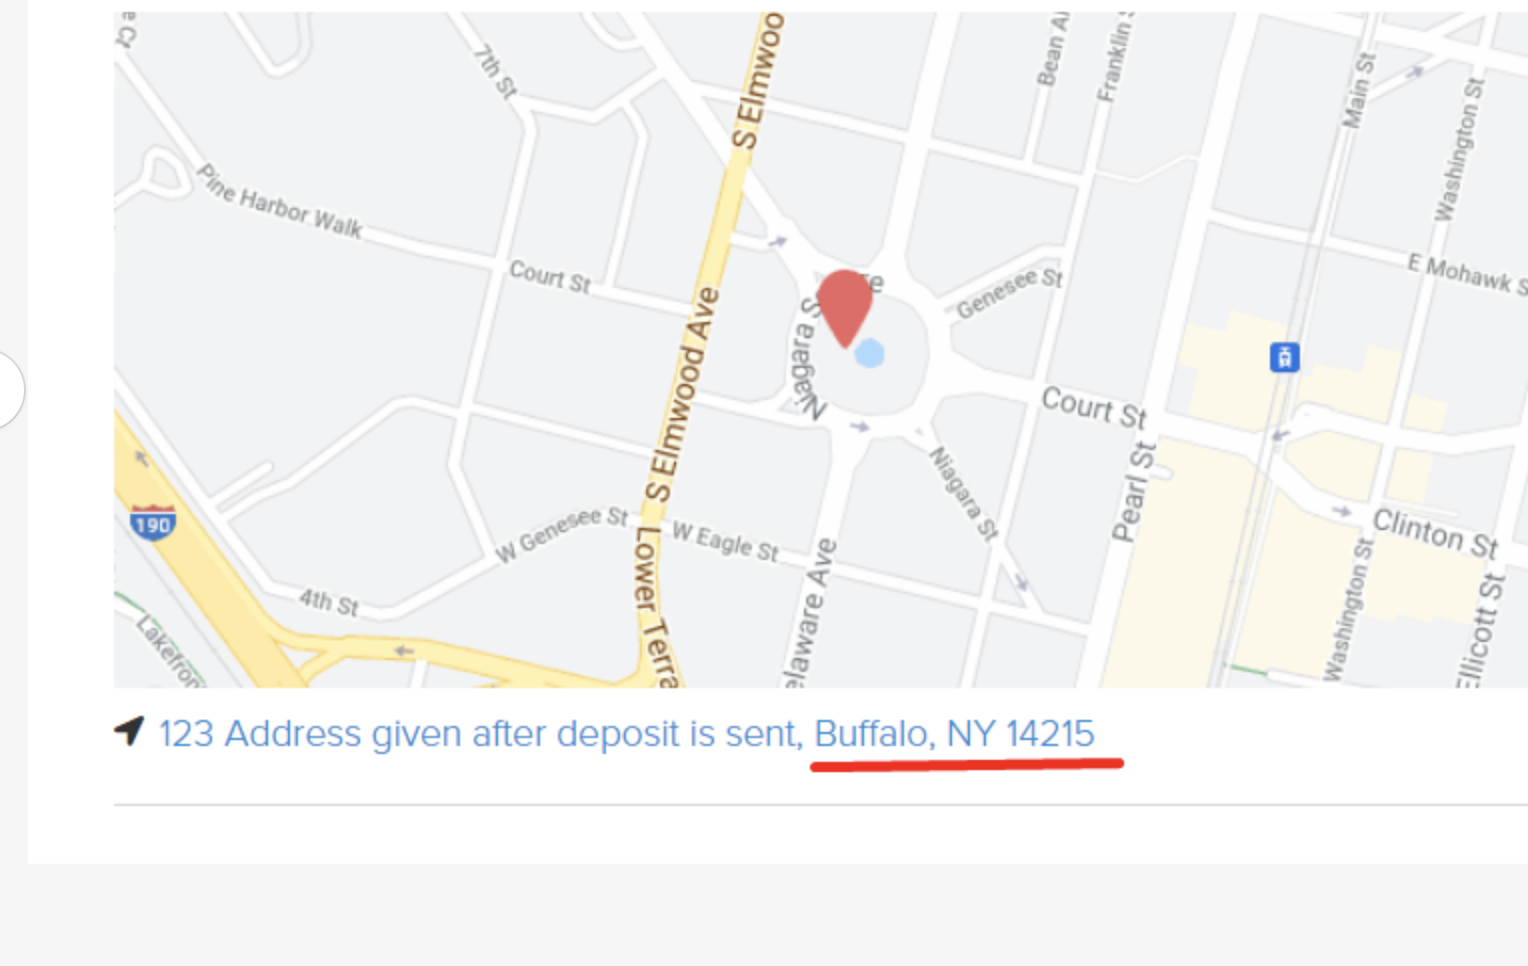 e Ct
7th St
S Elmwoo
Bean Al
Franklin S
Main St
Washington St
Pine Harbor Walk
Court St
E Mohawk S
re
Genesee St
Niagara S
S Elmwood Ave
Court St
Pearl St
Niagara St
190
W Genesee St
W Eagle St
Clinton St
Lower Terra
elaware Ave
4th St
Washington St
Ellicott St
Lakefron
123 Address given after deposit is sent, Buffalo, NY 14215